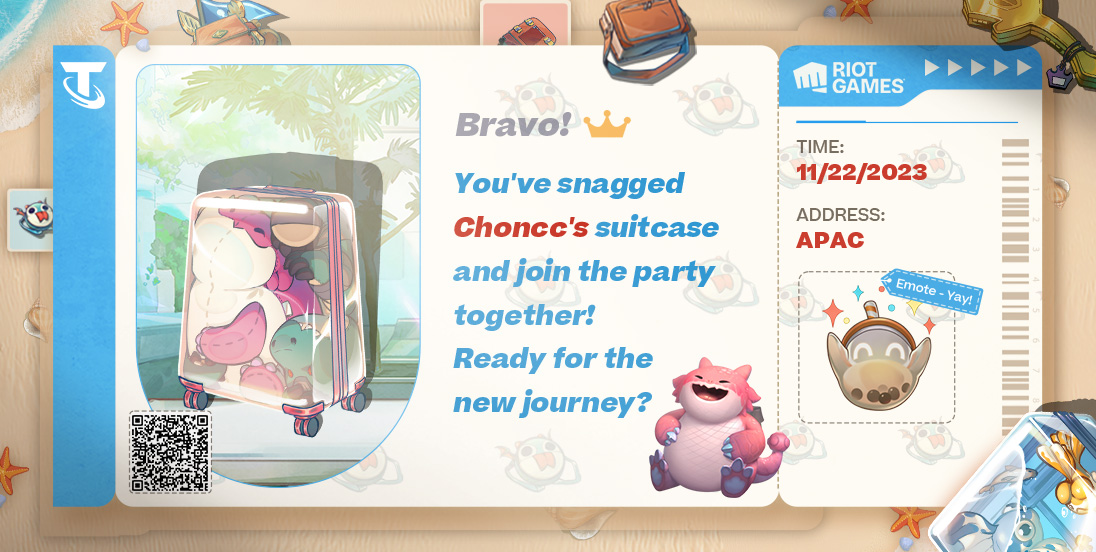 Bravo!
You've snagged
Choncc's suitcase
and join the party
together!
Ready for the
new journey?
RIOT
GAMES
TIME:
11/22/2023
ADDRESS:
APAC
Emote - Yay!